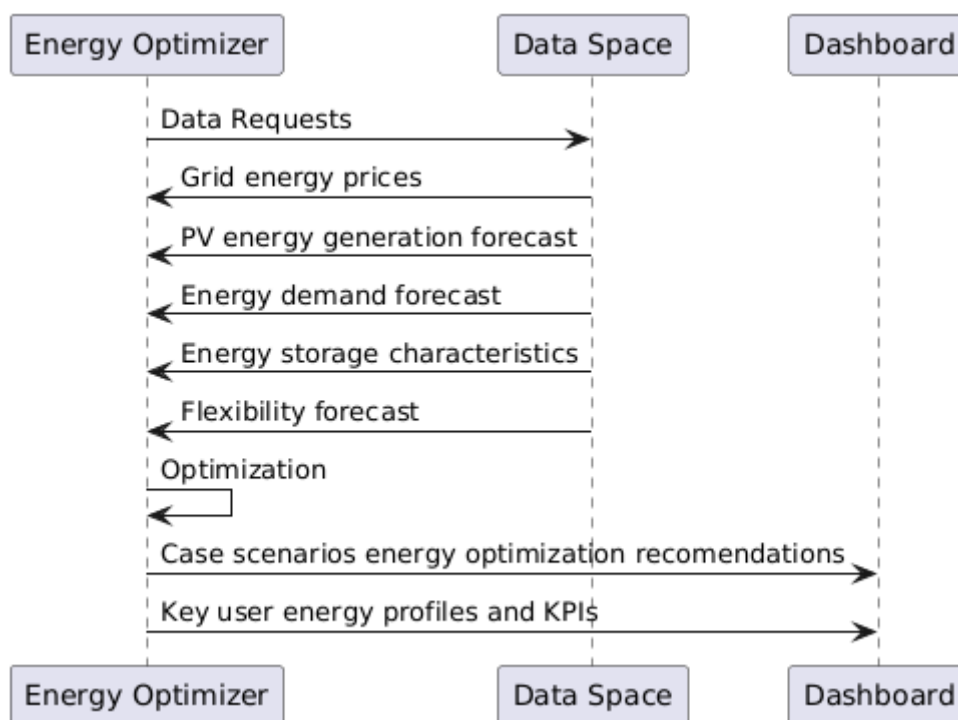 Energy Optimizer
Data Space
Dashboard
Data Requests
Grid energy prices
PV energy generation forecast
Energy demand forecast
Energy storage characteristics
Flexibility forecast
Optimization
Case scenarios energy optimization recomendations
Key user energy profiles and KPIs
Energy Optimizer
Data Space
Dashboard